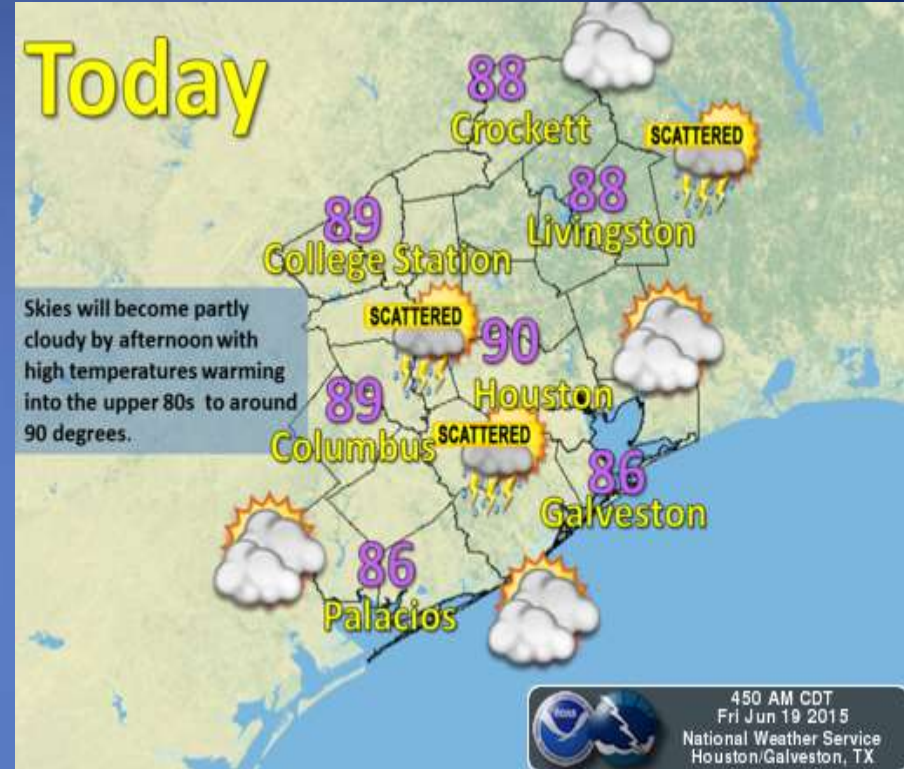 Today
88
Crockett
SCATTERED
88
Livingston
89
College Station
Skies will become partly
cloudy by afternoon with
high temperatures warming
into the upper 80s to around
90 degrees.
SCATTERED
90
Houston
89
Columbus
SCATTERED
86
Galveston
86
Palacios
450 AM CDT
Fri Jun 19 2015
National Weather Service
Houston/Galveston, TX